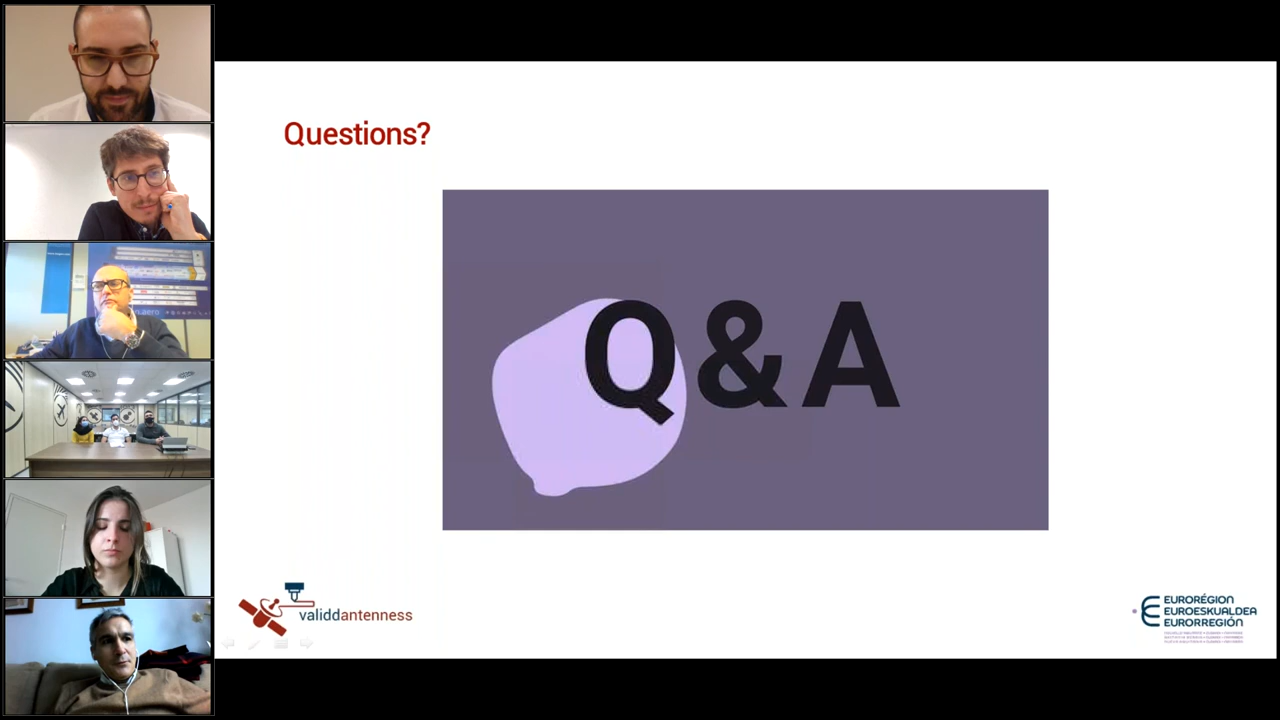 Questions?
Q&A
validdantenness
EURORÉGION
EUROESKUALDEA
EURORREGIÓN